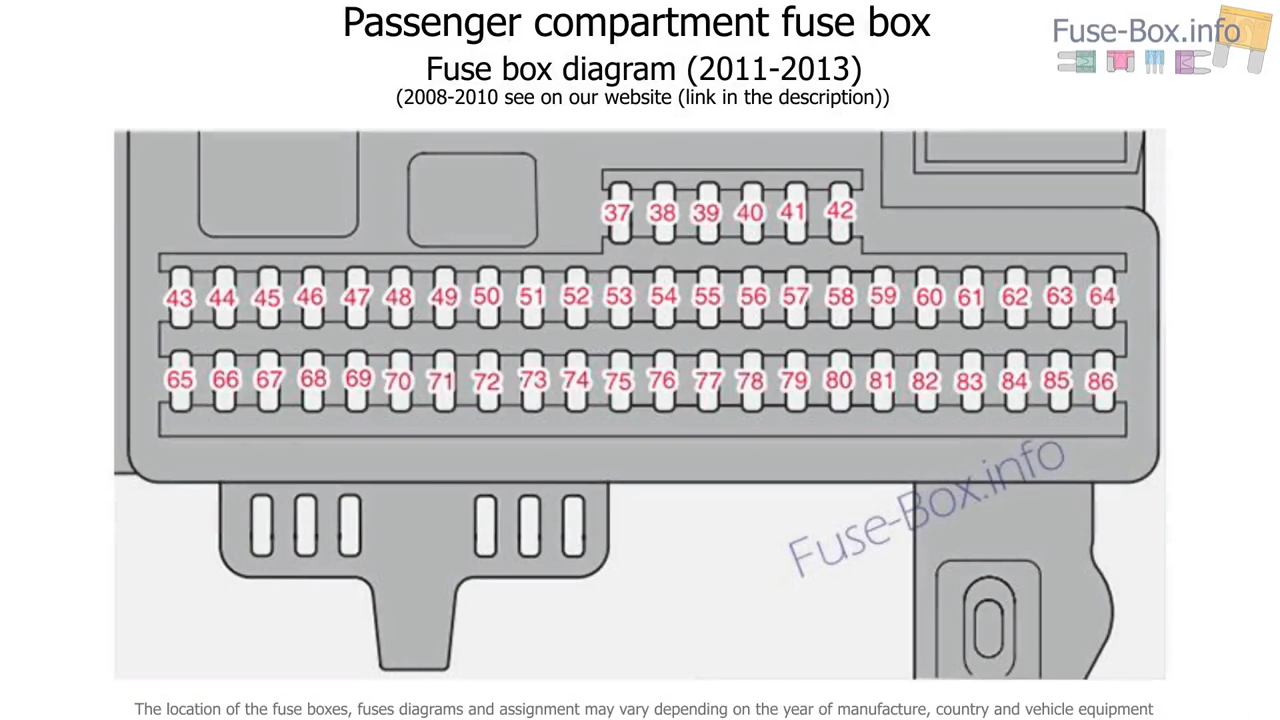 Passenger compartment fuse box
Fuse box diagram (2011-2013)
(2008-2010 see on our website (link in the description))
Fuse-Box.info
37 38 39 40 41 42
43 44 45 46 47 48 49 50 51 52 53 54 55 56 57 58 59 60 61 62 63 64
65 66 67 68 69 70 71 72 73 74 75 76 77 78 79 80 81 82 83 84 85 86
Fuse-Box.info
The location of the fuse boxes, fuses diagrams and assignment may vary depending on the year of manufacture, country and vehicle equipment